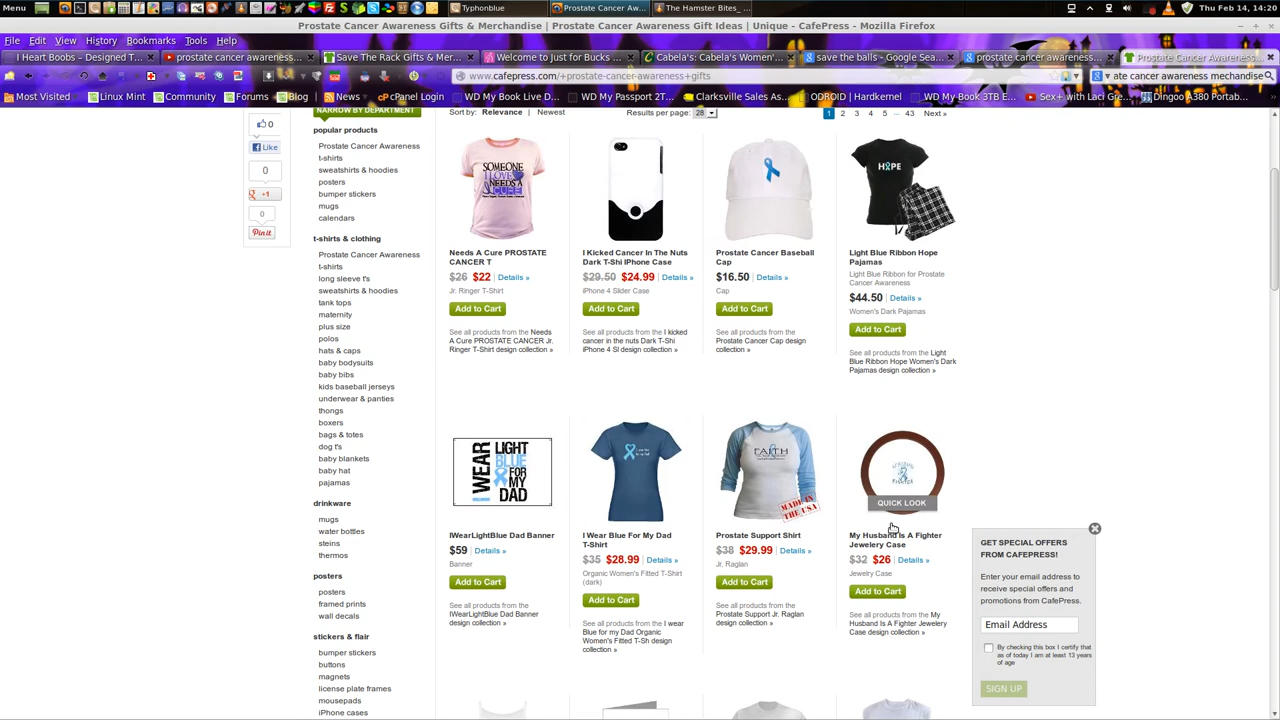 Menu
Typhonblue
Prostate Cancer Aw...
The Hamster Bites_ ...
Thu Feb 14, 14:20
Prostate Cancer Awareness Gifts & Merchandise | Prostate Cancer Awareness Gift Ideas | Unique - CafePress - Mozilla Firefox
File Edit View History Bookmarks Tools Help
I Heart Boobs'... signed T...
prostate cancer awareness...
Save The Rack Gifts & Mer...
Welcome to Just for Bucks ...
Cabela's: Cabela's Women'...
save the balls - Google Sea...
prostate cancer awareness...
Prostate Cancer Awareness...
www.cafepress.com/+prostate-cancer-awareness+gifts
ate cancer awareness mechandise
Most Visited
Linux Mint
Community
Forums
Blog
News
cPanel Login
WD My Book Live D...
WD My Passport 2T...
Clarksville Sales As...
ODROID | Hardkernel
WD My Book 3TB E...
Sex+ with Laci Gre...
Dingoo A380 Portab...
NARROW BY DEPARTMENT
Sort by: Relevance | Newest
Results per page: 28
1 2 3 4 5 ... 43 Next »
0
Like
0
+1
0
Pin it
popular products
Prostate Cancer Awareness
t-shirts
sweatshirts & hoodies
posters
bumper stickers
mugs
calendars
t-shirts & clothing
Prostate Cancer Awareness
t-shirts
long sleeve t's
sweatshirts & hoodies
tank tops
maternity
plus size
polos
hats & caps
baby bodysuits
baby bibs
kids baseball jerseys
underwear & panties
thongs
boxers
bags & totes
dog t's
baby blankets
baby hat
pajamas
drinkware
mugs
water bottles
steins
thermos
posters
posters
framed prints
wall decals
stickers & flair
bumper stickers
buttons
magnets
license plate frames
mousepads
iPhone cases
SOMEONE
I LOVE
NEEDS A
CURE
Needs A Cure PROSTATE
CANCER T
$26 $22 Details »
Jr. Ringer T-Shirt
Add to Cart
See all products from the Needs
A Cure PROSTATE CANCER Jr.
Ringer T-Shirt design collection »
I Kicked Cancer In The Nuts
Dark T-Shi IPhone Case
$29.50 $24.99 Details »
iPhone 4 Slider Case
Add to Cart
See all products from the I kicked
cancer in the nuts Dark T-Shi
iPhone 4 Sl design collection »
Prostate Cancer Baseball
Cap
$16.50 Details »
Cap
Add to Cart
See all products from the
Prostate Cancer Cap design
collection »
HOPE
Light Blue Ribbon Hope
Pajamas
Light Blue Ribbon for Prostate
Cancer Awareness
$44.50 Details »
Women's Dark Pajamas
Add to Cart
See all products from the Light
Blue Ribbon Hope Women's Dark
Pajamas design collection »
WEAR
LIGHT
BLUE
FOR MY
DAD
IWearLightBlue Dad Banner
$59 Details »
Banner
Add to Cart
See all products from the
IWearLightBlue Dad Banner
design collection »
I Wear Blue For My Dad
T-Shirt
$35 $28.99 Details »
Organic Women's Fitted T-Shirt
(dark)
Add to Cart
See all products from the I wear
Blue for my Dad Organic
Women's Fitted T-Sh design
collection »
FAITH
MADE IN
THE USA
Prostate Support Shirt
$38 $29.99 Details »
Jr. Raglan
Add to Cart
See all products from the
Prostate Support Jr. Raglan
design collection »
QUICK LOOK
My Husband Is A Fighter
Jewelery Case
$32 $26 Details »
Jewelry Case
Add to Cart
See all products from the My
Husband Is A Fighter Jewelery
Case design collection »
GET SPECIAL OFFERS
FROM CAFEPRESS!
Enter your email address to
receive special offers and
promotions from CafePress.
Email Address
By checking this box I certify that
as of today I am at least 13 years
of age
SIGN UP